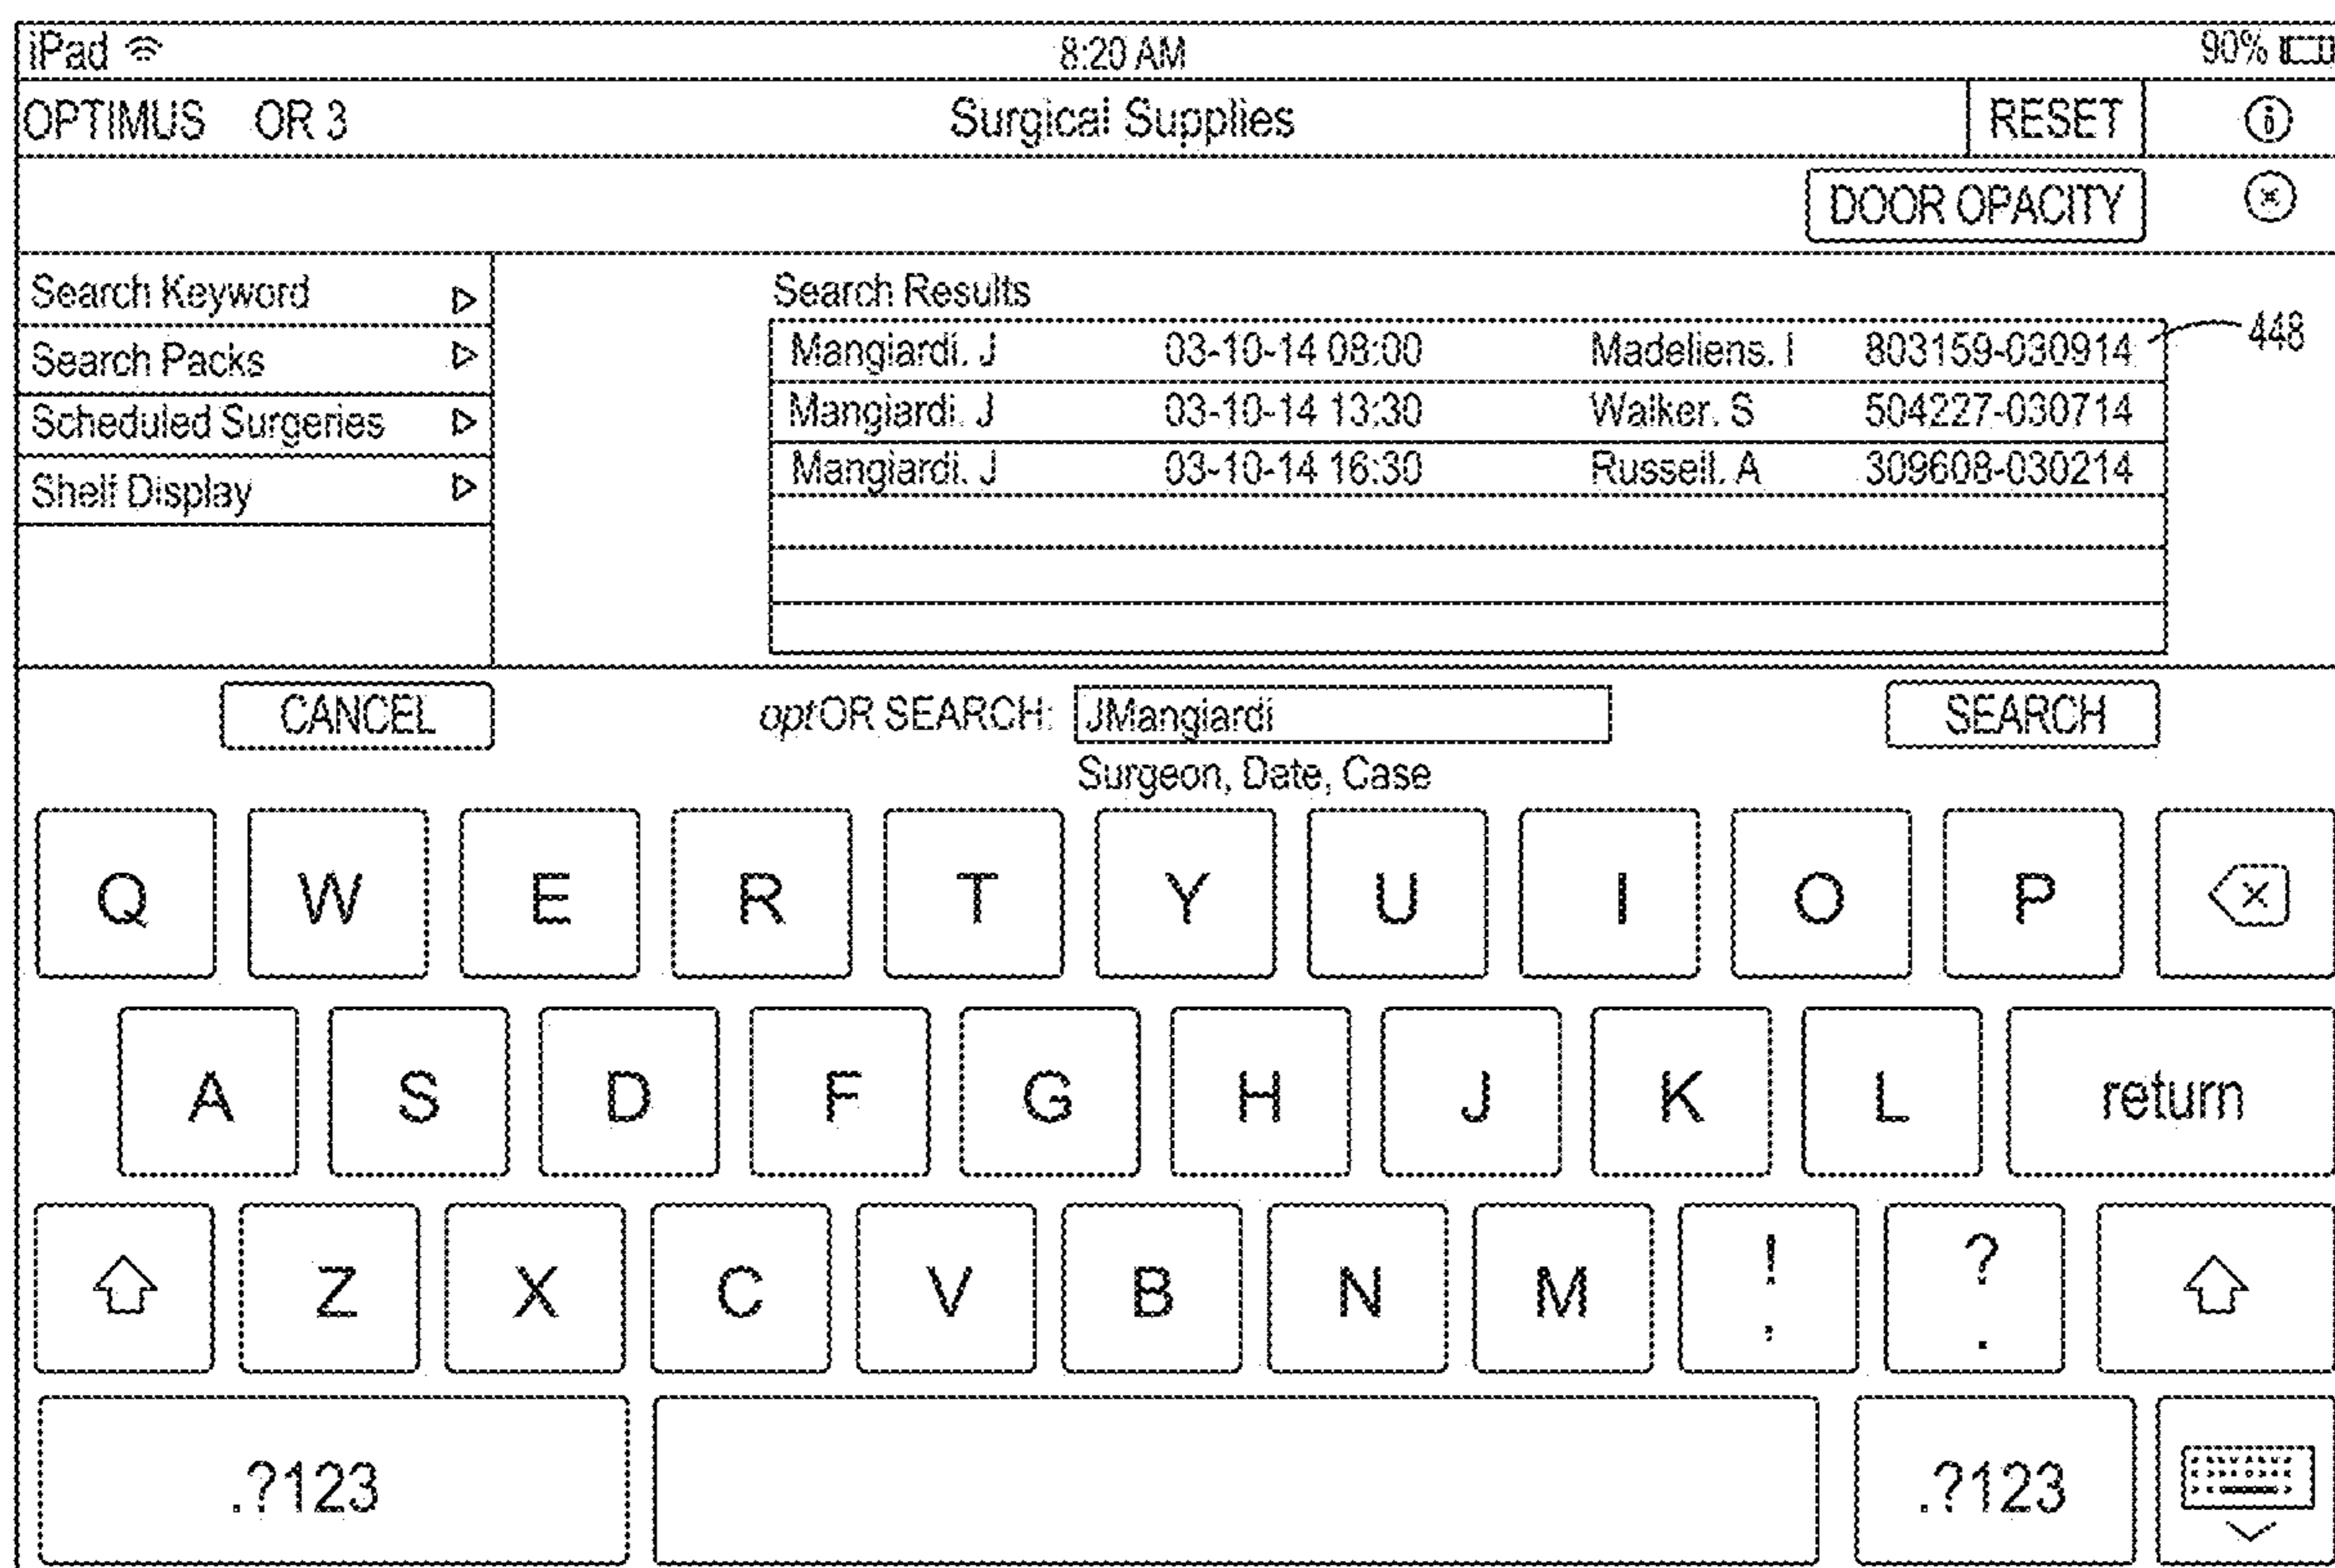 iPad 8:20 AM 90%
OPTIMUS OR 3 Surgical Supplies RESET i
DOOR OPACITY
Search Keyword
Search Packs
Scheduled Surgeries
Shelf Display
Search Results
Mangiardi. J 03-10-14 08:00 Madeliens. I 803159-030914 448
Mangiardi. J 03-10-14 13:30 Walker. S 504227-030714
Mangiardi. J 03-10-14 16:30 Russell. A 309608-030214
CANCEL optOR SEARCH: JMangiardi SEARCH
Surgeon, Date, Case
Q W E R T Y U I O P
A S D F G H J K L return
Z X C V B N M ! , ? .
.?123 .?123